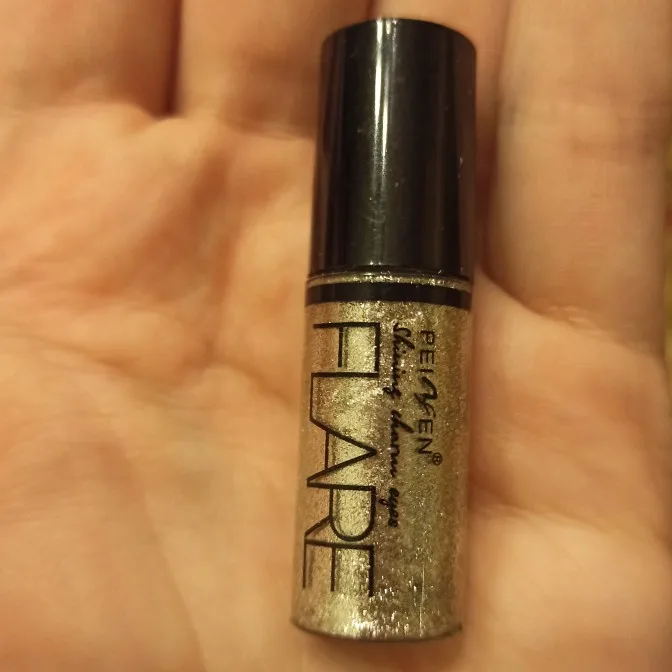 PEIYEN®
Shining charm eyes
FLARE